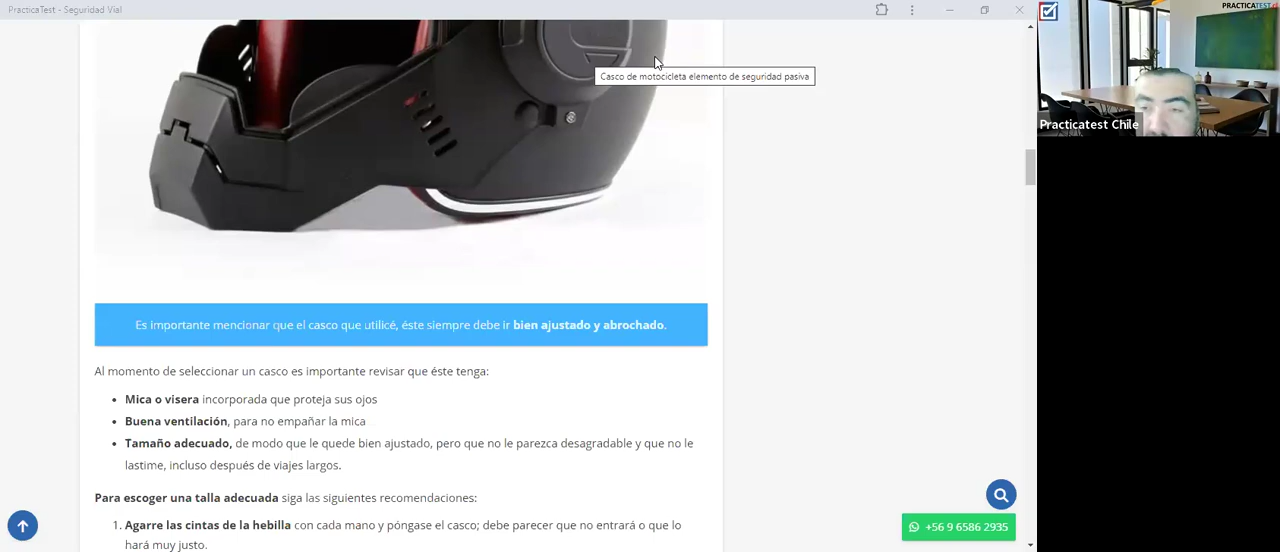 PracticaTest - Seguridad Vial
PRACTICATEST
Casco de motocicleta elemento de seguridad pasiva
Practicatest Chile
Es importante mencionar que el casco que utilicé, éste siempre debe ir bien ajustado y abrochado.
Al momento de seleccionar un casco es importante revisar que éste tenga:
• Mica o visera incorporada que proteja sus ojos
• Buena ventilación, para no empañar la mica
• Tamaño adecuado, de modo que le quede bien ajustado, pero que no le parezca desagradable y que no le
lastime, incluso después de viajes largos.
Para escoger una talla adecuada siga las siguientes recomendaciones:
1. Agarre las cintas de la hebilla con cada mano y póngase el casco; debe parecer que no entrará o que lo
hará muy justo.
+56 9 6586 2935